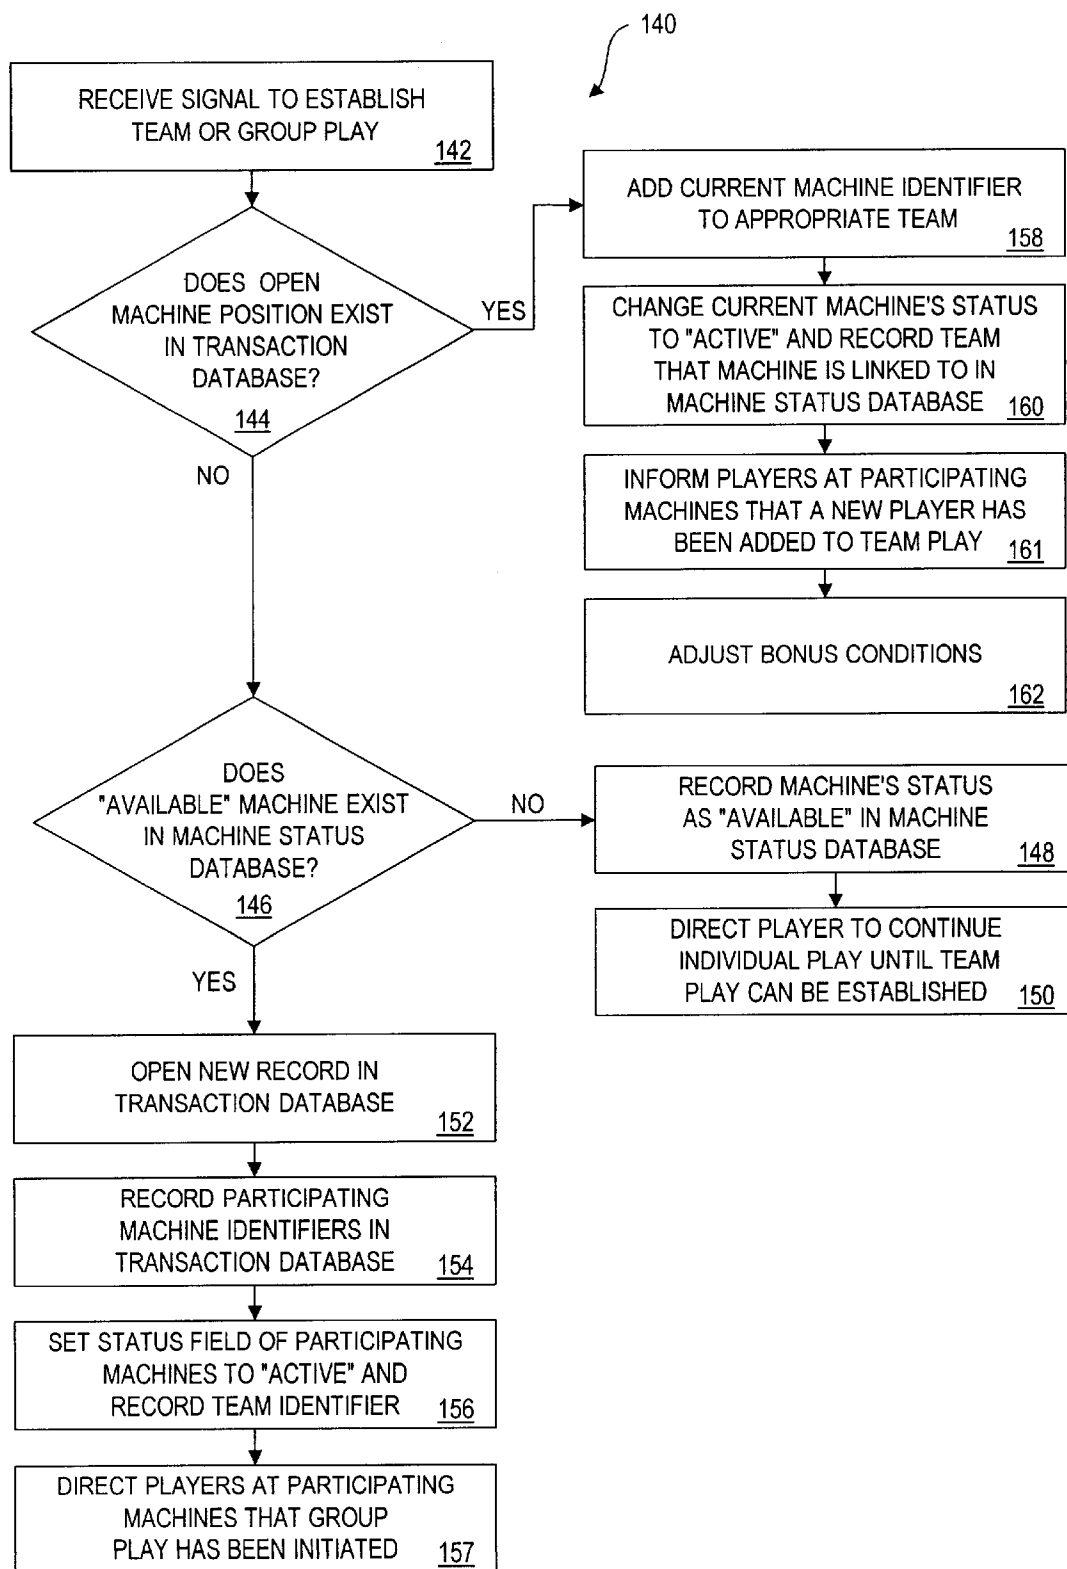 140
RECEIVE SIGNAL TO ESTABLISH
TEAM OR GROUP PLAY
142
DOES OPEN
MACHINE POSITION EXIST
IN TRANSACTION
DATABASE?
144
YES
NO
ADD CURRENT MACHINE IDENTIFIER
TO APPROPRIATE TEAM
158
CHANGE CURRENT MACHINE'S STATUS
TO "ACTIVE" AND RECORD TEAM
THAT MACHINE IS LINKED TO IN
MACHINE STATUS DATABASE
160
INFORM PLAYERS AT PARTICIPATING
MACHINES THAT A NEW PLAYER HAS
BEEN ADDED TO TEAM PLAY
161
ADJUST BONUS CONDITIONS
162
DOES
"AVAILABLE" MACHINE EXIST
IN MACHINE STATUS
DATABASE?
146
NO
YES
RECORD MACHINE'S STATUS
AS "AVAILABLE" IN MACHINE
STATUS DATABASE
148
DIRECT PLAYER TO CONTINUE
INDIVIDUAL PLAY UNTIL TEAM
PLAY CAN BE ESTABLISHED
150
OPEN NEW RECORD IN
TRANSACTION DATABASE
152
RECORD PARTICIPATING
MACHINE IDENTIFIERS IN
TRANSACTION DATABASE
154
SET STATUS FIELD OF PARTICIPATING
MACHINES TO "ACTIVE" AND
RECORD TEAM IDENTIFIER
156
DIRECT PLAYERS AT PARTICIPATING
MACHINES THAT GROUP
PLAY HAS BEEN INITIATED
157